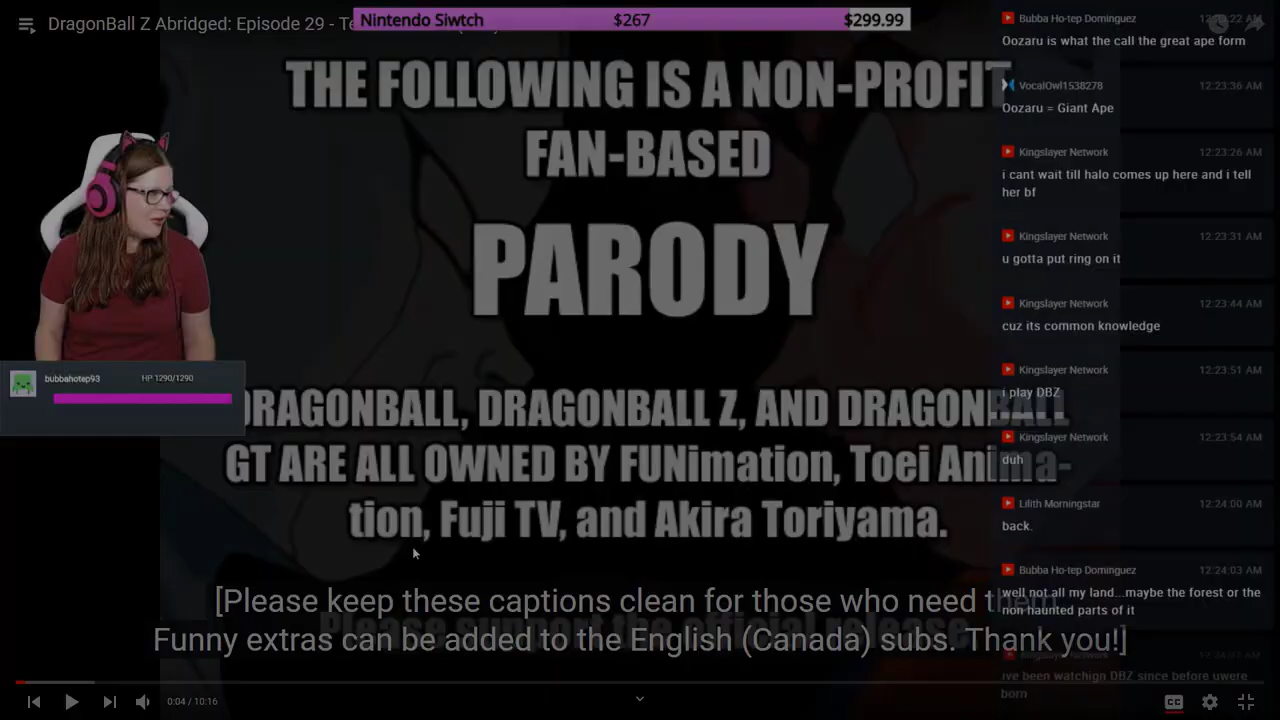 DragonBall Z Abridged: Episode 29 -
Nintendo Siwtch $267 $299.99
THE FOLLOWING IS A NON-PROFIT
FAN-BASED
PARODY
DRAGONBALL, DRAGONBALL Z, AND DRAGONBALL
GT ARE ALL OWNED BY FUNimation, Toei Anima-
tion, Fuji TV, and Akira Toriyama.
Please support the official release
[Please keep these captions clean for those who need them
Funny extras can be added to the English (Canada) subs. Thank you!]
bubbahotep93 HP 1290/1290
0:04 / 10:16
CC
Bubba Ho-tep Dominguez
Oozaru is what the call the great ape form
VocalOwl1538278 12:23:36 AM
Oozaru = Giant Ape
Kingslayer Network 12:23:26 AM
i cant wait till halo comes up here and i tell
her bf
Kingslayer Network 12:23:31 AM
u gotta put ring on it
Kingslayer Network 12:23:44 AM
cuz its common knowledge
Kingslayer Network 12:23:51 AM
i play DBZ
Kingslayer Network 12:23:54 AM
duh
Lilith Morningstar 12:24:00 AM
back.
Bubba Ho-tep Dominguez 12:24:03 AM
well not all my land...maybe the forest or the
non-haunted parts of it
Kingslayer Network
ive been watchign DBZ since before u were
born